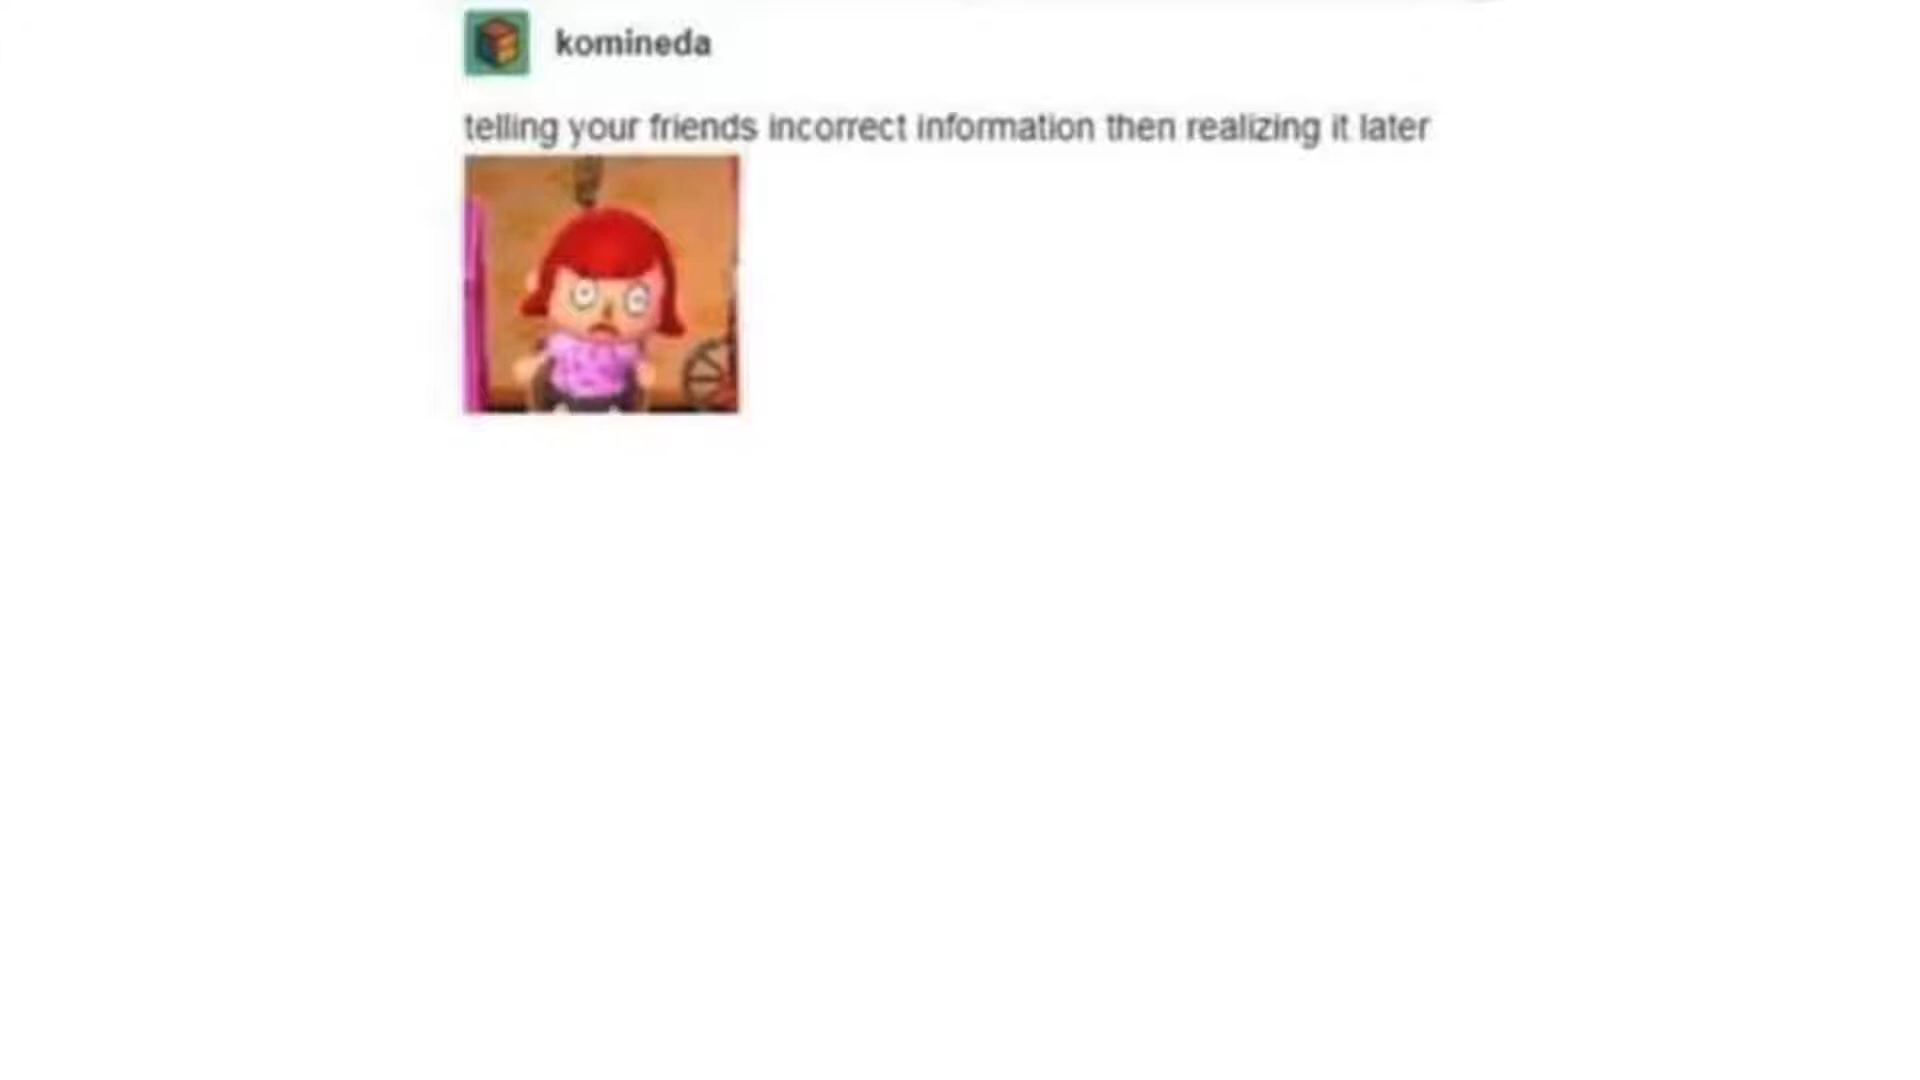 komineda
telling your friends incorrect information then realizing it later